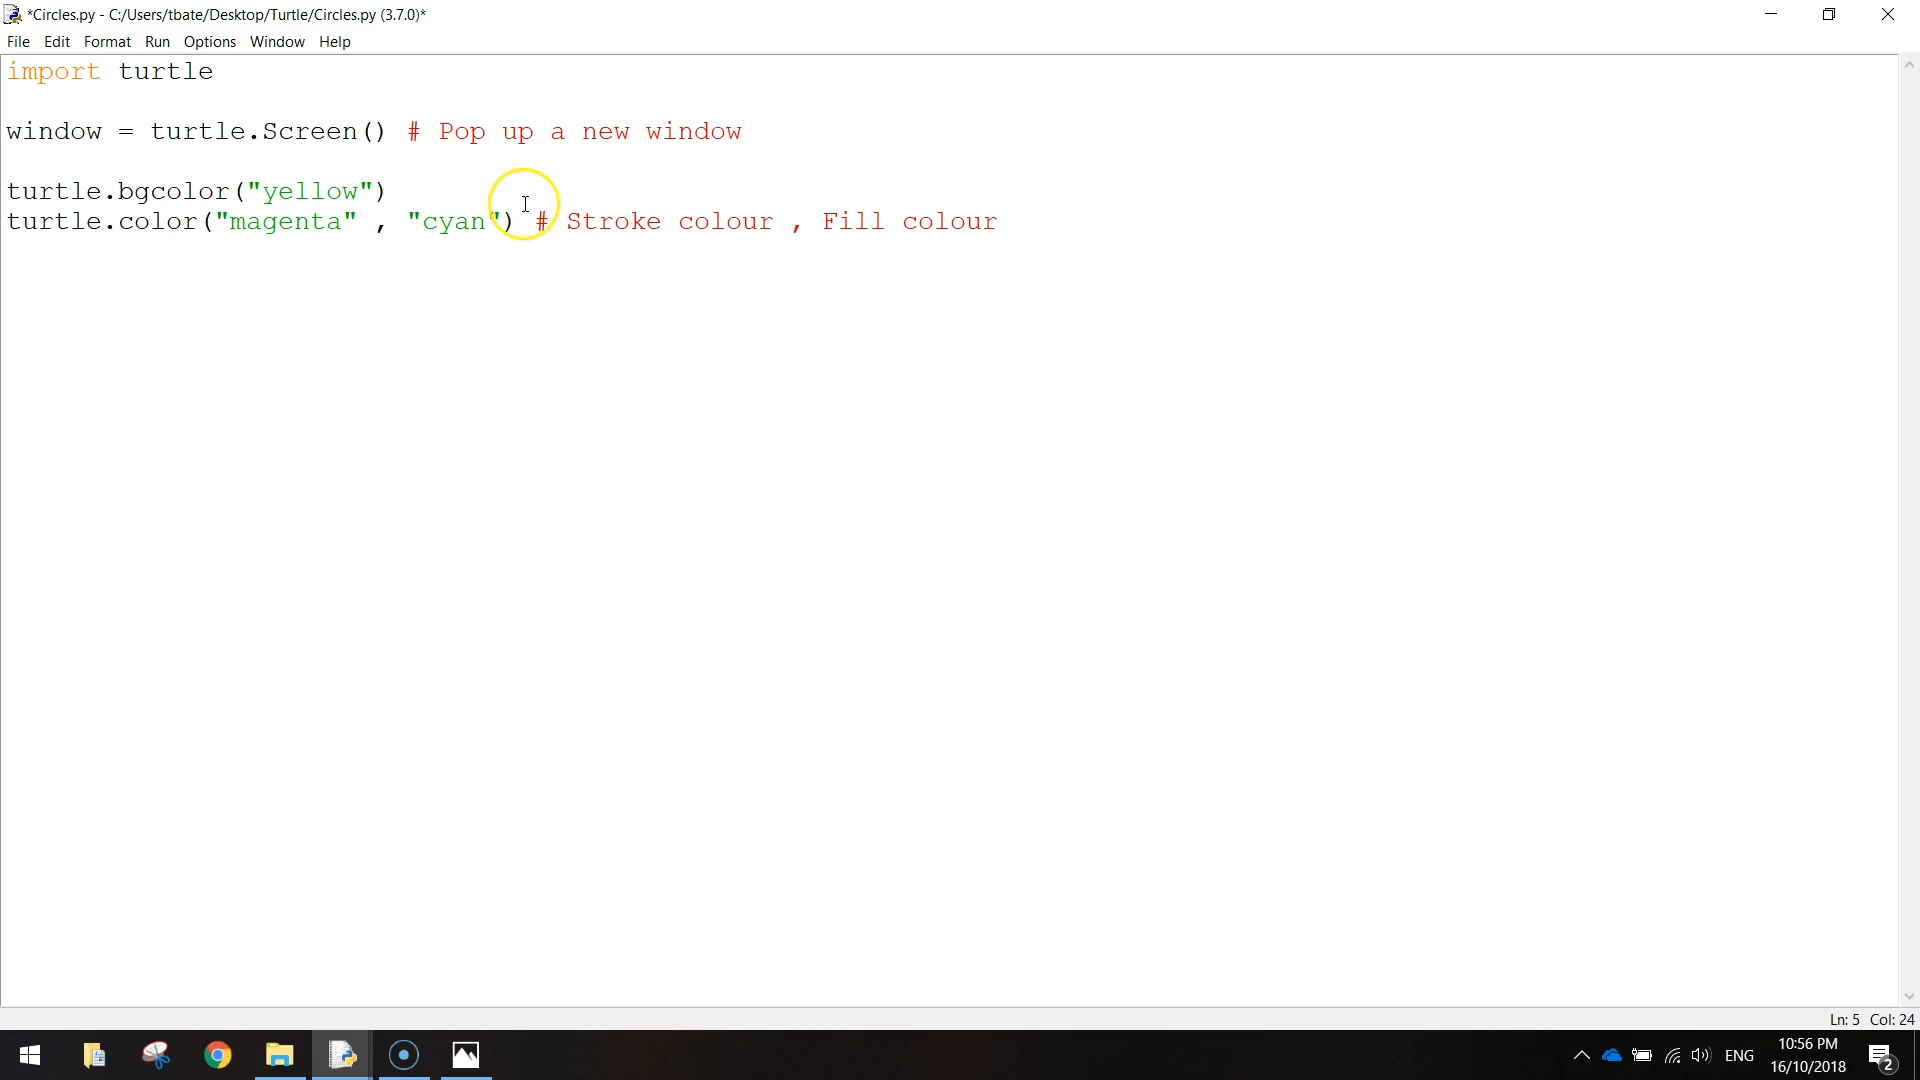 *Circles.py - C:/Users/tbate/Desktop/Turtle/Circles.py (3.7.0)*
File Edit Format Run Options Window Help
import turtle
window = turtle.Screen() # Pop up a new window
turtle.bgcolor("yellow")
turtle.color("magenta" , "cyan") # Stroke colour , Fill colour
Ln: 5 Col: 24
ENG
10:56 PM
16/10/2018
2